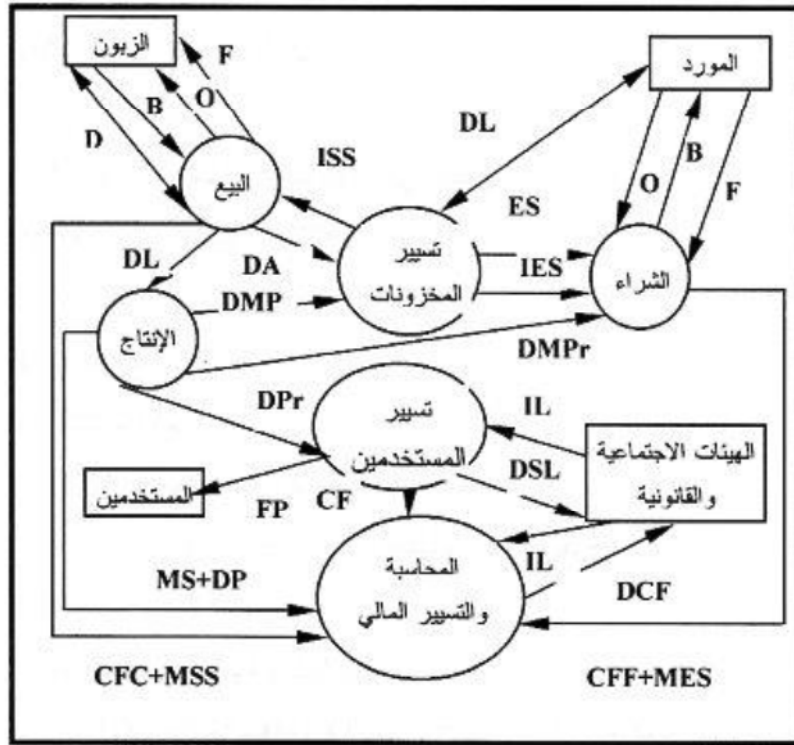 الزبون
F
المورد
B
O
D
DL
ISS
البيع
O
B
F
ES
تسيير
المخزونات
IES
الشراء
DL
DA
DMP
الإنتاج
DMPr
DPr
تسيير
المستخدمين
IL
الهيئات الاجتماعية
والقانونية
DSL
المستخدمين
FP
CF
المحاسبة
والتسيير المالي
IL
DCF
MS+DP
CFC+MSS
CFF+MES